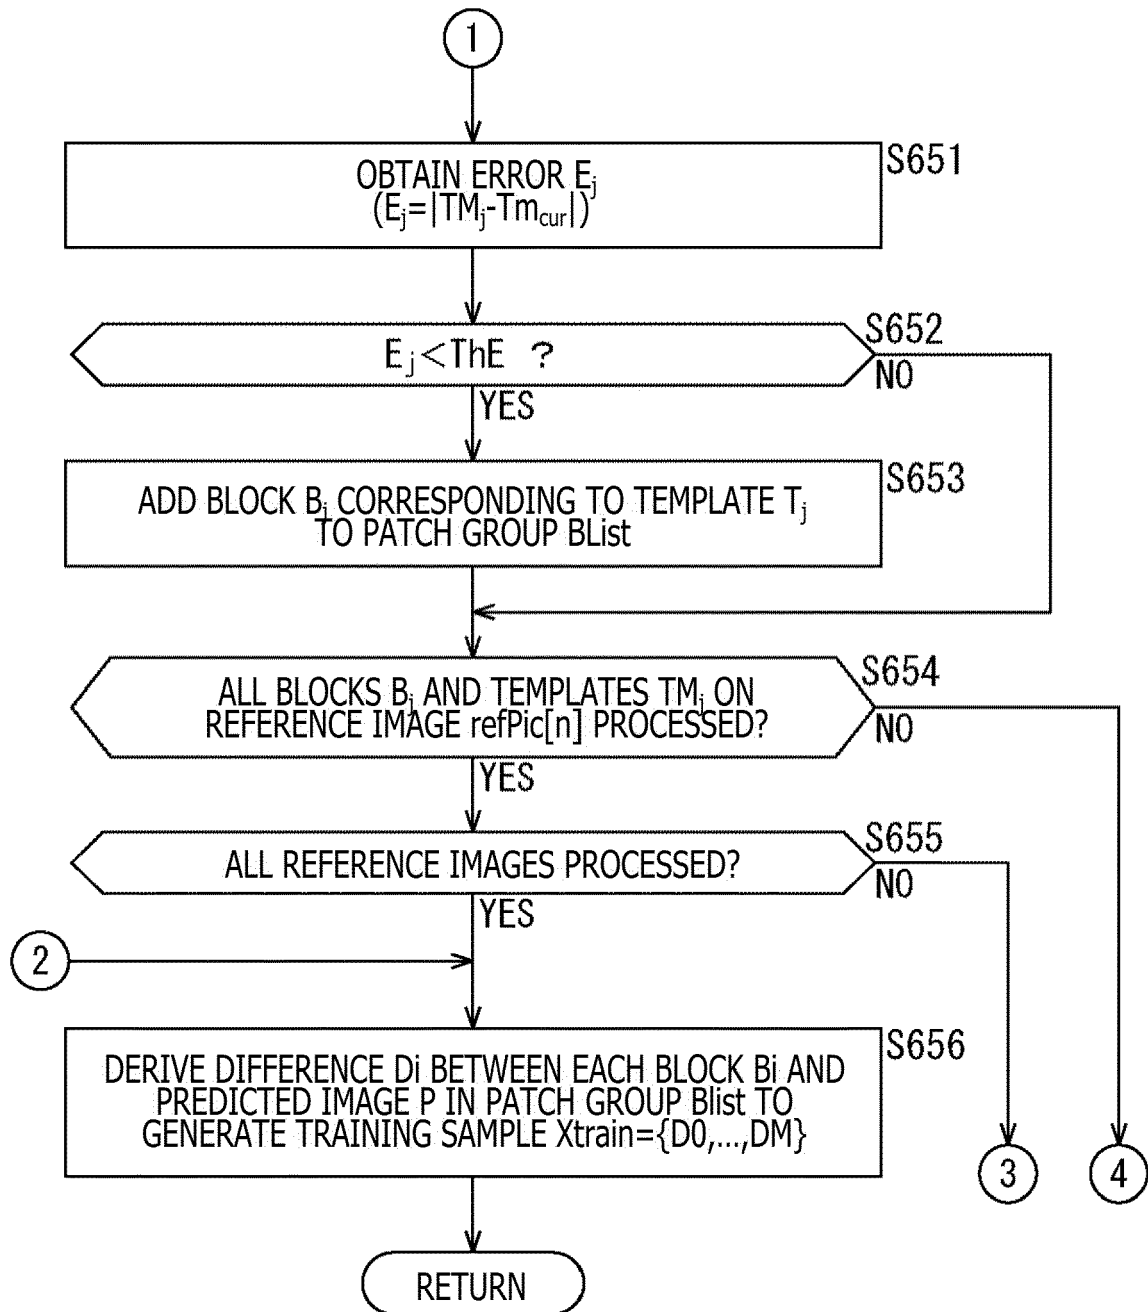 1
S651
OBTAIN ERROR Ej
(Ej=|TMj-Tmcur|)
S652
Ej<ThE ?
NO
YES
S653
ADD BLOCK Bj CORRESPONDING TO TEMPLATE Tj
TO PATCH GROUP BList
S654
ALL BLOCKS Bj AND TEMPLATES TMj ON
REFERENCE IMAGE refPic[n] PROCESSED?
NO
YES
S655
ALL REFERENCE IMAGES PROCESSED?
NO
YES
2
S656
DERIVE DIFFERENCE Di BETWEEN EACH BLOCK Bi AND
PREDICTED IMAGE P IN PATCH GROUP Blist TO
GENERATE TRAINING SAMPLE Xtrain={D0,...,DM}
3
4
RETURN